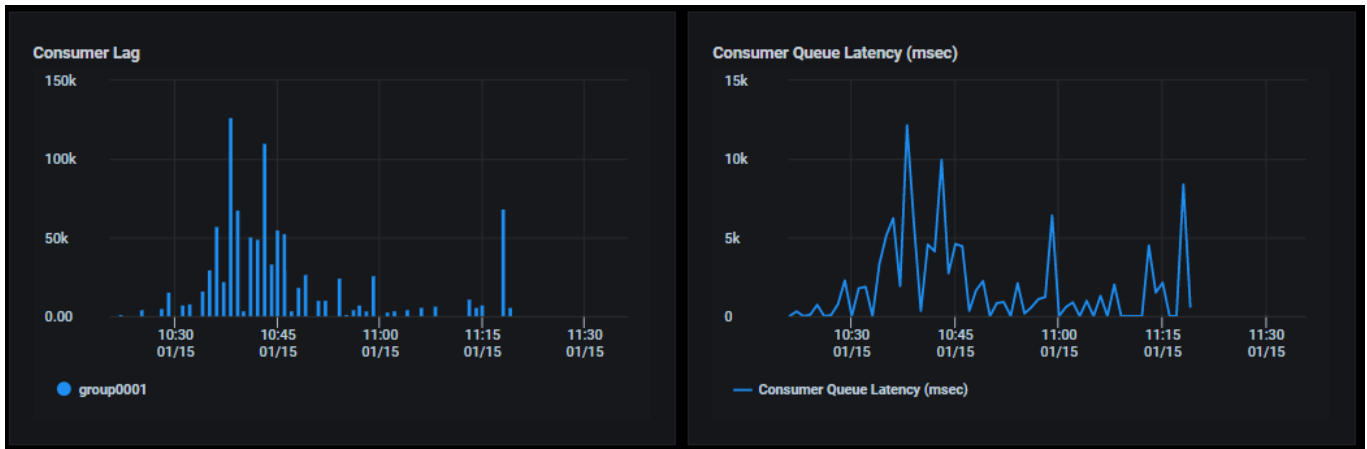 Consumer Lag
150k
100k
50k
0.00
10:30 10:45 11:00 11:15 11:30
01/15 01/15 01/15 01/15 01/15
group0001
Consumer Queue Latency (msec)
15k
10k
5k
0
10:30 10:45 11:00 11:15 11:30
01/15 01/15 01/15 01/15 01/15
Consumer Queue Latency (msec)